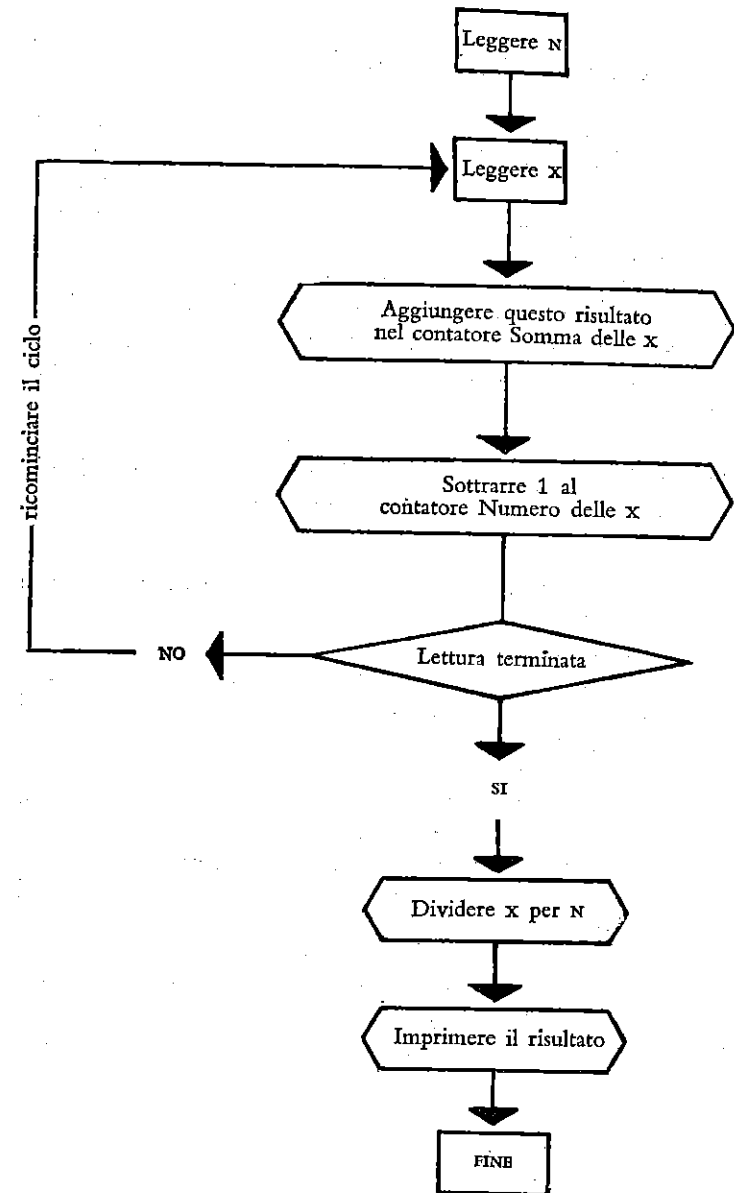 Leggere N
Leggere X
Aggiungere questo risultato
nel contatore Somma delle x
ricominciare il ciclo
Sottrarre 1 al
contatore Numero delle x
Lettura terminata
NO
SI
Dividere x per N
Imprimere il risultato
FINE